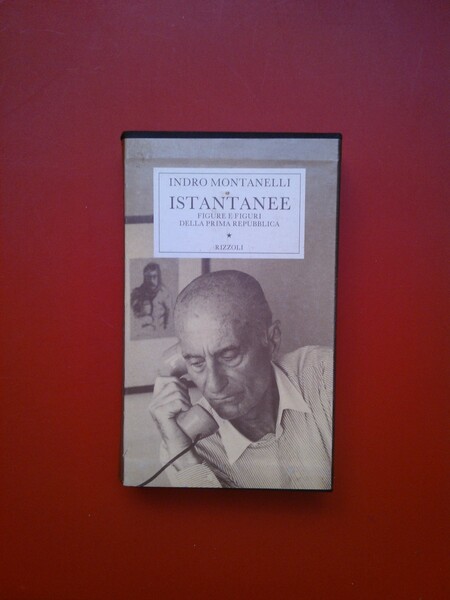 INDRO MONTANELLI
ISTANTANEE
FIGURE E FIGURI
DELLA PRIMA REPUBBLICA
RIZZOLI